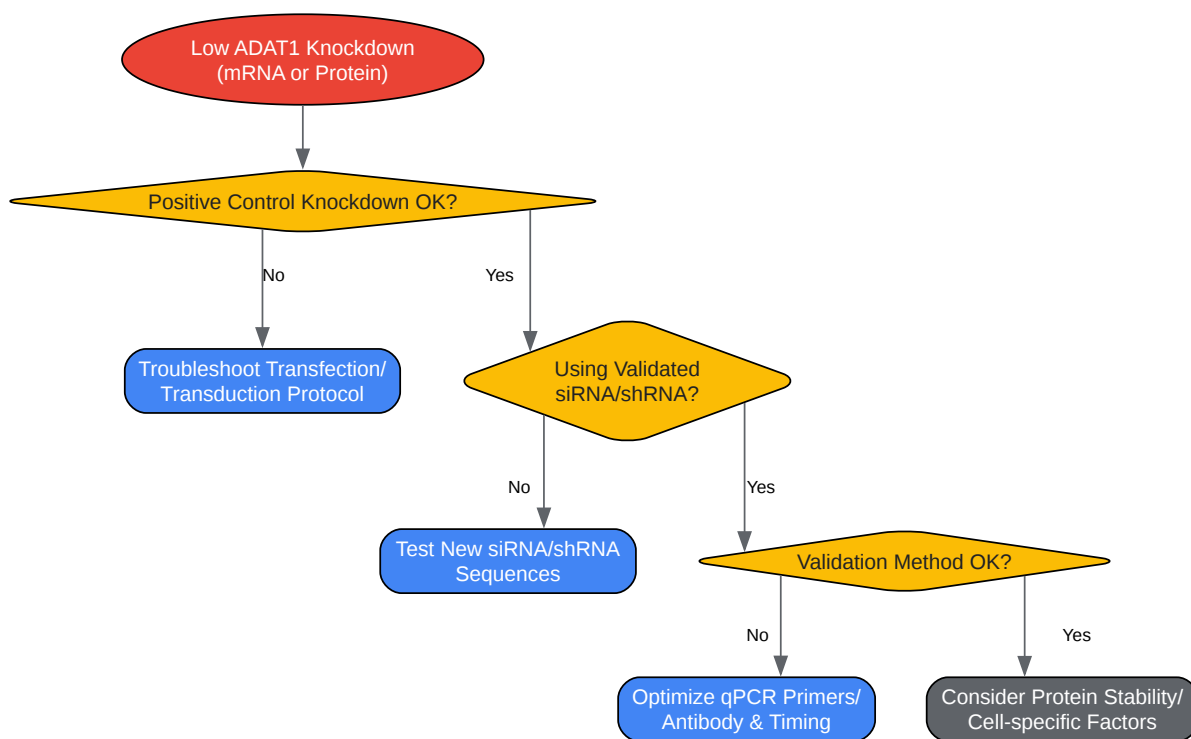 Low ADAT1 Knockdown
(mRNA or Protein)
Positive Control Knockdown OK?
No
Yes
Troubleshoot Transfection/
Transduction Protocol
Using Validated
siRNA/shRNA?
No
Yes
Test New siRNA/shRNA
Sequences
Validation Method OK?
No
Yes
Optimize qPCR Primers/
Antibody & Timing
Consider Protein Stability/
Cell-specific Factors